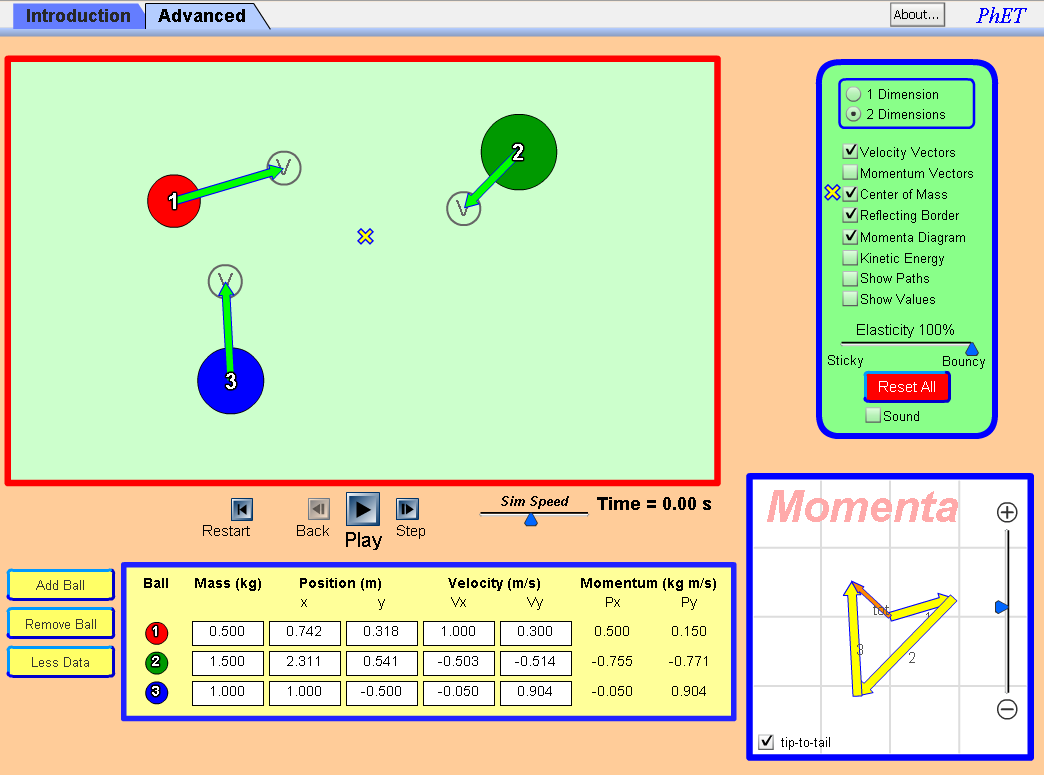 Introduction Advanced About... PhET
1 Dimension
2 Dimensions
Velocity Vectors
Momentum Vectors
Center of Mass
Reflecting Border
Momenta Diagram
Kinetic Energy
Show Paths
Show Values
Elasticity 100%
Sticky Bouncy
Reset All
Sound
V
2
1
V
V
3
Restart Back Play Step
Sim Speed
Time = 0.00 s
Add Ball
Remove Ball
Less Data
Ball Mass (kg) Position (m) Velocity (m/s) Momentum (kg m/s)
x y Vx Vy Px Py
1 0.500 0.742 0.318 1.000 0.300 0.500 0.150
2 1.500 2.311 0.541 -0.503 -0.514 -0.755 -0.771
3 1.000 1.000 -0.500 -0.050 0.904 -0.050 0.904
Momenta
tot
1
3
2
tip-to-tail